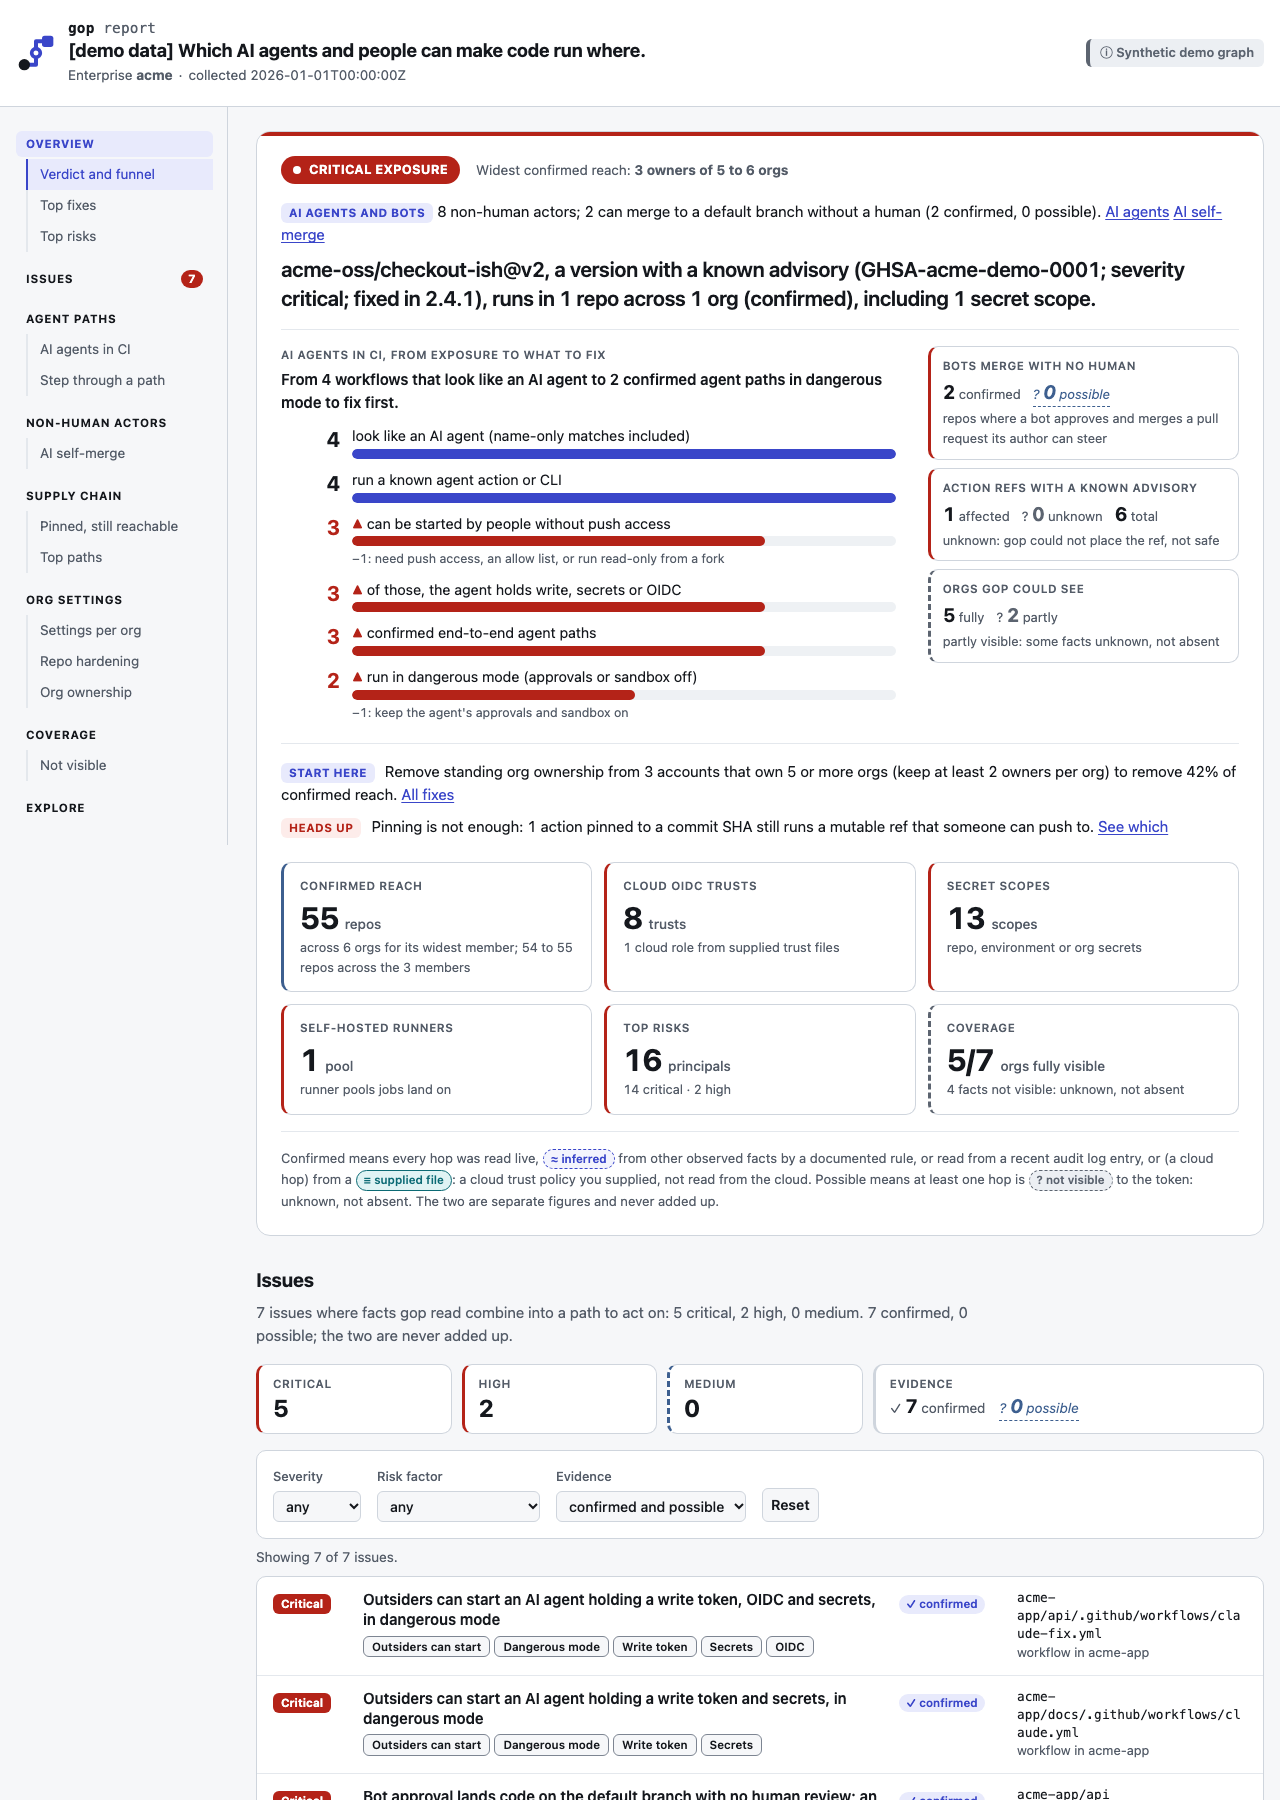 gop report
[demo data] Which AI agents and people can make code run where.
Enterprise acme · collected 2026-01-01T00:00:00Z
ⓘ Synthetic demo graph
OVERVIEW
Verdict and funnel
Top fixes
Top risks
ISSUES 7
AGENT PATHS
AI agents in CI
Step through a path
NON-HUMAN ACTORS
AI self-merge
SUPPLY CHAIN
Pinned, still reachable
Top paths
ORG SETTINGS
Settings per org
Repo hardening
Org ownership
COVERAGE
Not visible
EXPLORE
CRITICAL EXPOSURE Widest confirmed reach: 3 owners of 5 to 6 orgs
AI AGENTS AND BOTS 8 non-human actors; 2 can merge to a default branch without a human (2 confirmed, 0 possible). AI agents AI self-
merge
acme-oss/checkout-ish@v2, a version with a known advisory (GHSA-acme-demo-0001; severity
critical; fixed in 2.4.1), runs in 1 repo across 1 org (confirmed), including 1 secret scope.
AI AGENTS IN CI, FROM EXPOSURE TO WHAT TO FIX
From 4 workflows that look like an AI agent to 2 confirmed agent paths in dangerous
mode to fix first.
4 look like an AI agent (name-only matches included)
4 run a known agent action or CLI
3 ▲ can be started by people without push access
−1: need push access, an allow list, or run read-only from a fork
3 ▲ of those, the agent holds write, secrets or OIDC
3 ▲ confirmed end-to-end agent paths
2 ▲ run in dangerous mode (approvals or sandbox off)
−1: keep the agent's approvals and sandbox on
BOTS MERGE WITH NO HUMAN
2 confirmed ? 0 possible
repos where a bot approves and merges a pull
request its author can steer
ACTION REFS WITH A KNOWN ADVISORY
1 affected ? 0 unknown 6 total
unknown: gop could not place the ref, not safe
ORGS GOP COULD SEE
5 fully ? 2 partly
partly visible: some facts unknown, not absent
START HERE Remove standing org ownership from 3 accounts that own 5 or more orgs (keep at least 2 owners per org) to remove 42% of
confirmed reach. All fixes
HEADS UP Pinning is not enough: 1 action pinned to a commit SHA still runs a mutable ref that someone can push to. See which
CONFIRMED REACH
55 repos
across 6 orgs for its widest member; 54 to 55
repos across the 3 members
CLOUD OIDC TRUSTS
8 trusts
1 cloud role from supplied trust files
SECRET SCOPES
13 scopes
repo, environment or org secrets
SELF-HOSTED RUNNERS
1 pool
runner pools jobs land on
TOP RISKS
16 principals
14 critical · 2 high
COVERAGE
5/7 orgs fully visible
4 facts not visible: unknown, not absent
Confirmed means every hop was read live, ≈ inferred from other observed facts by a documented rule, or read from a recent audit log entry, or (a cloud
hop) from a ≡ supplied file: a cloud trust policy you supplied, not read from the cloud. Possible means at least one hop is ? not visible to the token:
unknown, not absent. The two are separate figures and never added up.
Issues
7 issues where facts gop read combine into a path to act on: 5 critical, 2 high, 0 medium. 7 confirmed, 0
possible; the two are never added up.
CRITICAL
5
HIGH
2
MEDIUM
0
EVIDENCE
✓ 7 confirmed ? 0 possible
Severity
any
Risk factor
any
Evidence
confirmed and possible
Reset
Showing 7 of 7 issues.
Critical
Outsiders can start an AI agent holding a write token, OIDC and secrets,
in dangerous mode
Outsiders can start Dangerous mode Write token Secrets OIDC
✓ confirmed
acme-
app/api/.github/workflows/cla
ude-fix.yml
workflow in acme-app
Critical
Outsiders can start an AI agent holding a write token and secrets, in
dangerous mode
Outsiders can start Dangerous mode Write token Secrets
✓ confirmed
acme-
app/docs/.github/workflows/cl
aude.yml
workflow in acme-app
Critical
Bot approval lands code on the default branch with no human review: an
✓ confirmed
acme-app/api